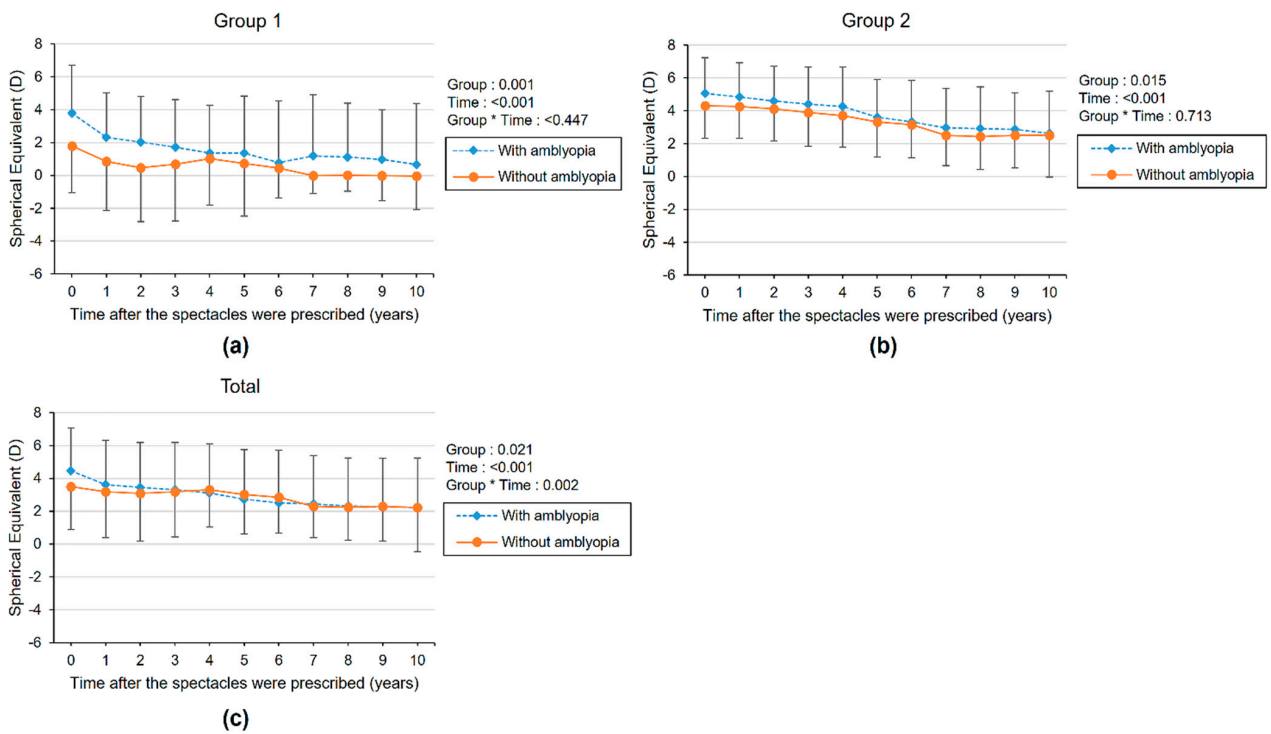 Group 1
Spherical Equivalent (D)
8
6
4
2
0
-2
-4
-6
0 1 2 3 4 5 6 7 8 9 10
Time after the spectacles were prescribed (years)
Group : 0.001
Time : <0.001
Group * Time : <0.447
With amblyopia
Without amblyopia
(a)
Group 2
Spherical Equivalent (D)
8
6
4
2
0
-2
-4
-6
0 1 2 3 4 5 6 7 8 9 10
Time after the spectacles were prescribed (years)
Group : 0.015
Time : <0.001
Group * Time : 0.713
With amblyopia
Without amblyopia
(b)
Total
Spherical Equivalent (D)
8
6
4
2
0
-2
-4
-6
0 1 2 3 4 5 6 7 8 9 10
Time after the spectacles were prescribed (years)
Group : 0.021
Time : <0.001
Group * Time : 0.002
With amblyopia
Without amblyopia
(c)